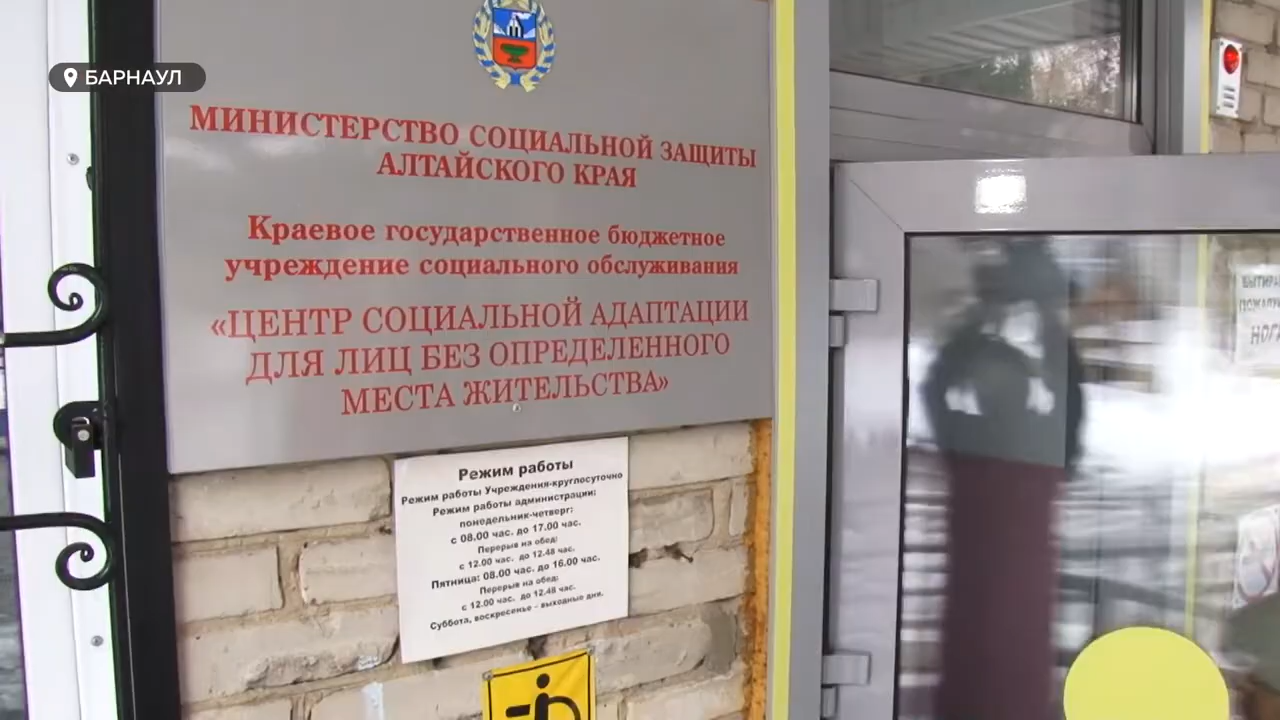 БАРНАУЛ
МИНИСТЕРСТВО СОЦИАЛЬНОЙ ЗАЩИТЫ
АЛТАЙСКОГО КРАЯ
Краевое государственное бюджетное
учреждение социального обслуживания
«ЦЕНТР СОЦИАЛЬНОЙ АДАПТАЦИИ
ДЛЯ ЛИЦ БЕЗ ОПРЕДЕЛЕННОГО
МЕСТА ЖИТЕЛЬСТВА»
Режим работы
Режим работы Учреждения-круглосуточно
Режим работы администрации:
понедельник-четверг:
с 08.00 час. до 17.00 час.
Перерыв на обед:
с 12.00 час. до 12.48 час.
Пятница: 08.00 час. до 16.00 час.
Перерыв на обед:
с 12.00 час. до 12.48 час.
Суббота, воскресенье – выходные дни.